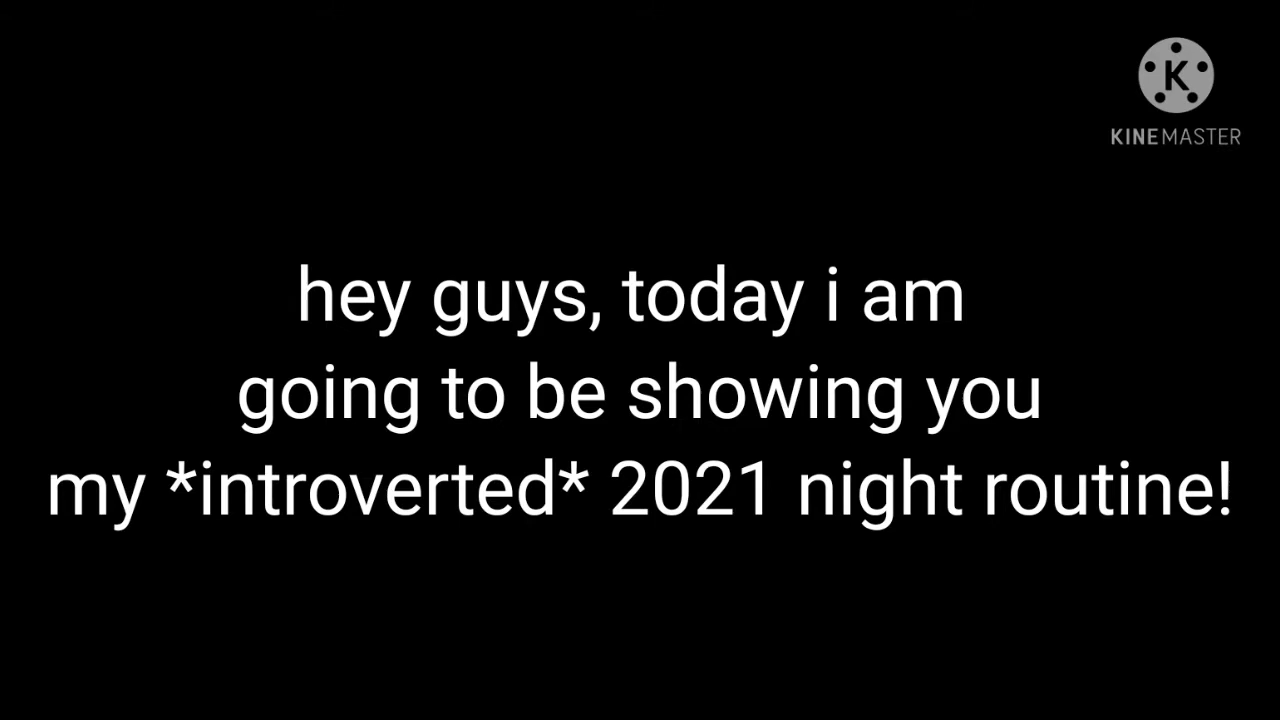 K
KINEMASTER
hey guys, today i am
going to be showing you
my *introverted* 2021 night routine!